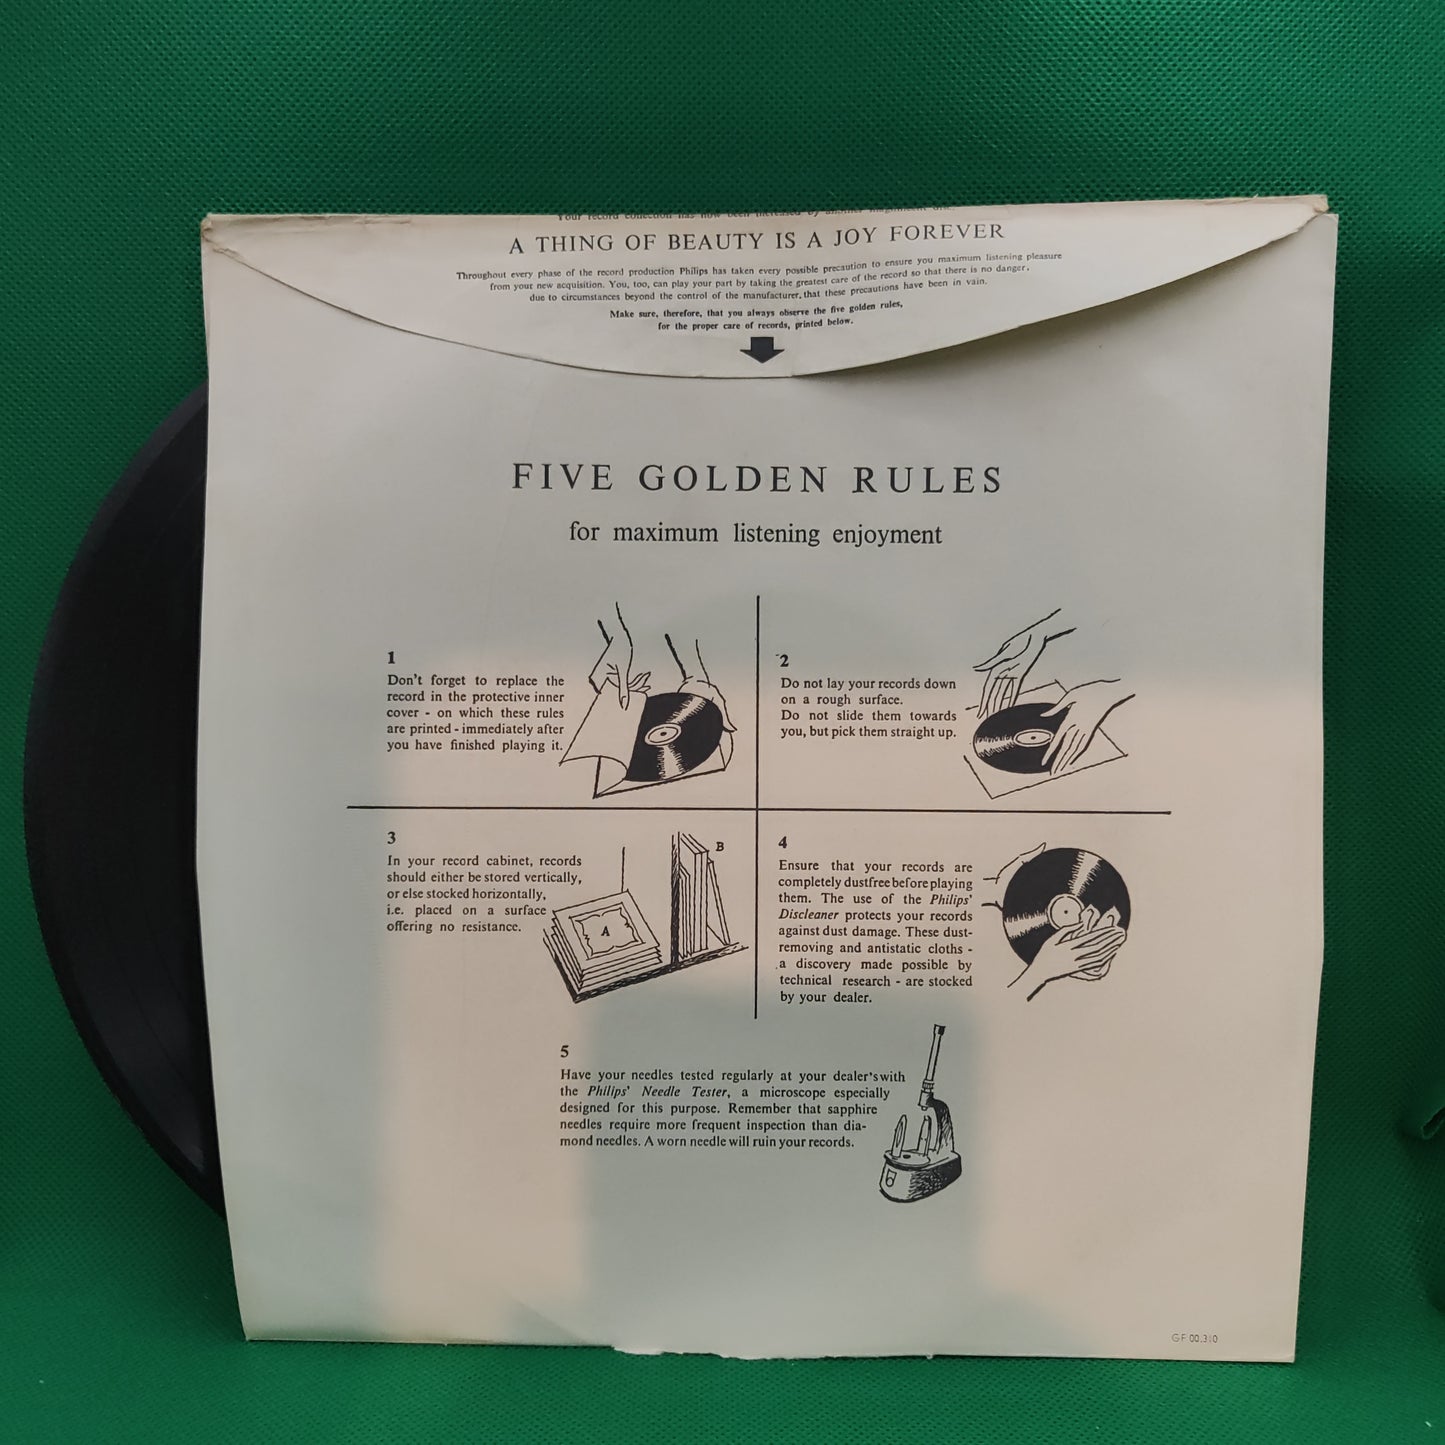 Your record collection has now been increased by another magnificent
A THING OF BEAUTY IS A JOY FOREVER
Throughout every phase of the record production Philips has taken every possible precaution to ensure you maximum listening pleasure
from your new acquisition. You, too, can play your part by taking the greatest care of the record so that there is no danger,
due to circumstances beyond the control of the manufacturer, that these precautions have been in vain.
Make sure, therefore, that you always observe the five golden rules,
for the proper care of records, printed below.
FIVE GOLDEN RULES
for maximum listening enjoyment
1
Don't forget to replace the
record in the protective inner
cover - on which these rules
are printed - immediately after
you have finished playing it.
2
Do not lay your records down
on a rough surface.
Do not slide them towards
you, but pick them straight up.
3
In your record cabinet, records
should either be stored vertically,
or else stocked horizontally,
i.e. placed on a surface
offering no resistance.
A
B
4
Ensure that your records are
completely dustfree before playing
them. The use of the Philips'
Discleaner protects your records
against dust damage. These dust-
removing and antistatic cloths -
a discovery made possible by
technical research - are stocked
by your dealer.
5
Have your needles tested regularly at your dealer's with
the Philips' Needle Tester, a microscope especially
designed for this purpose. Remember that sapphire
needles require more frequent inspection than dia-
mond needles. A worn needle will ruin your records.
GF 00.310